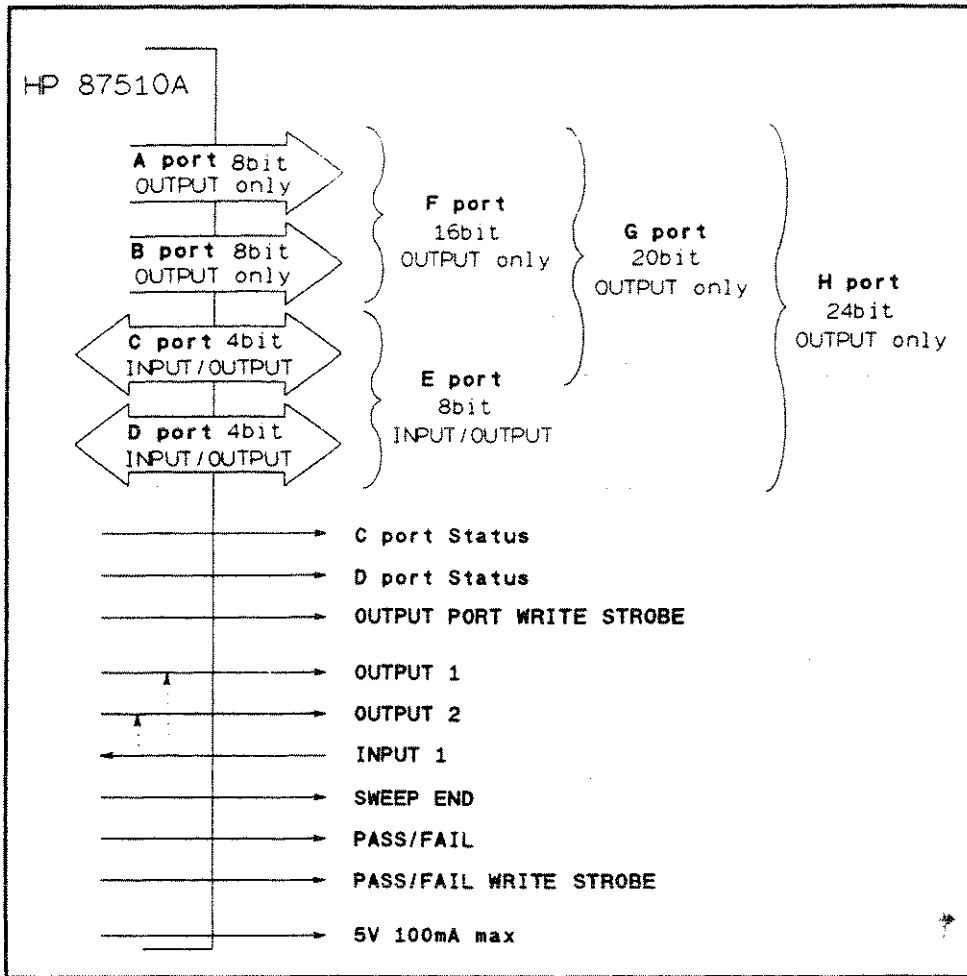 HP 87510A
A port 8bit
OUTPUT only
B port 8bit
OUTPUT only
C port 4bit
INPUT/OUTPUT
D port 4bit
INPUT/OUTPUT
F port
16bit
OUTPUT only
E port
8bit
INPUT/OUTPUT
G port
20bit
OUTPUT only
H port
24bit
OUTPUT only
C port Status
D port Status
OUTPUT PORT WRITE STROBE
OUTPUT 1
OUTPUT 2
INPUT 1
SWEEP END
PASS/FAIL
PASS/FAIL WRITE STROBE
5V 100mA max